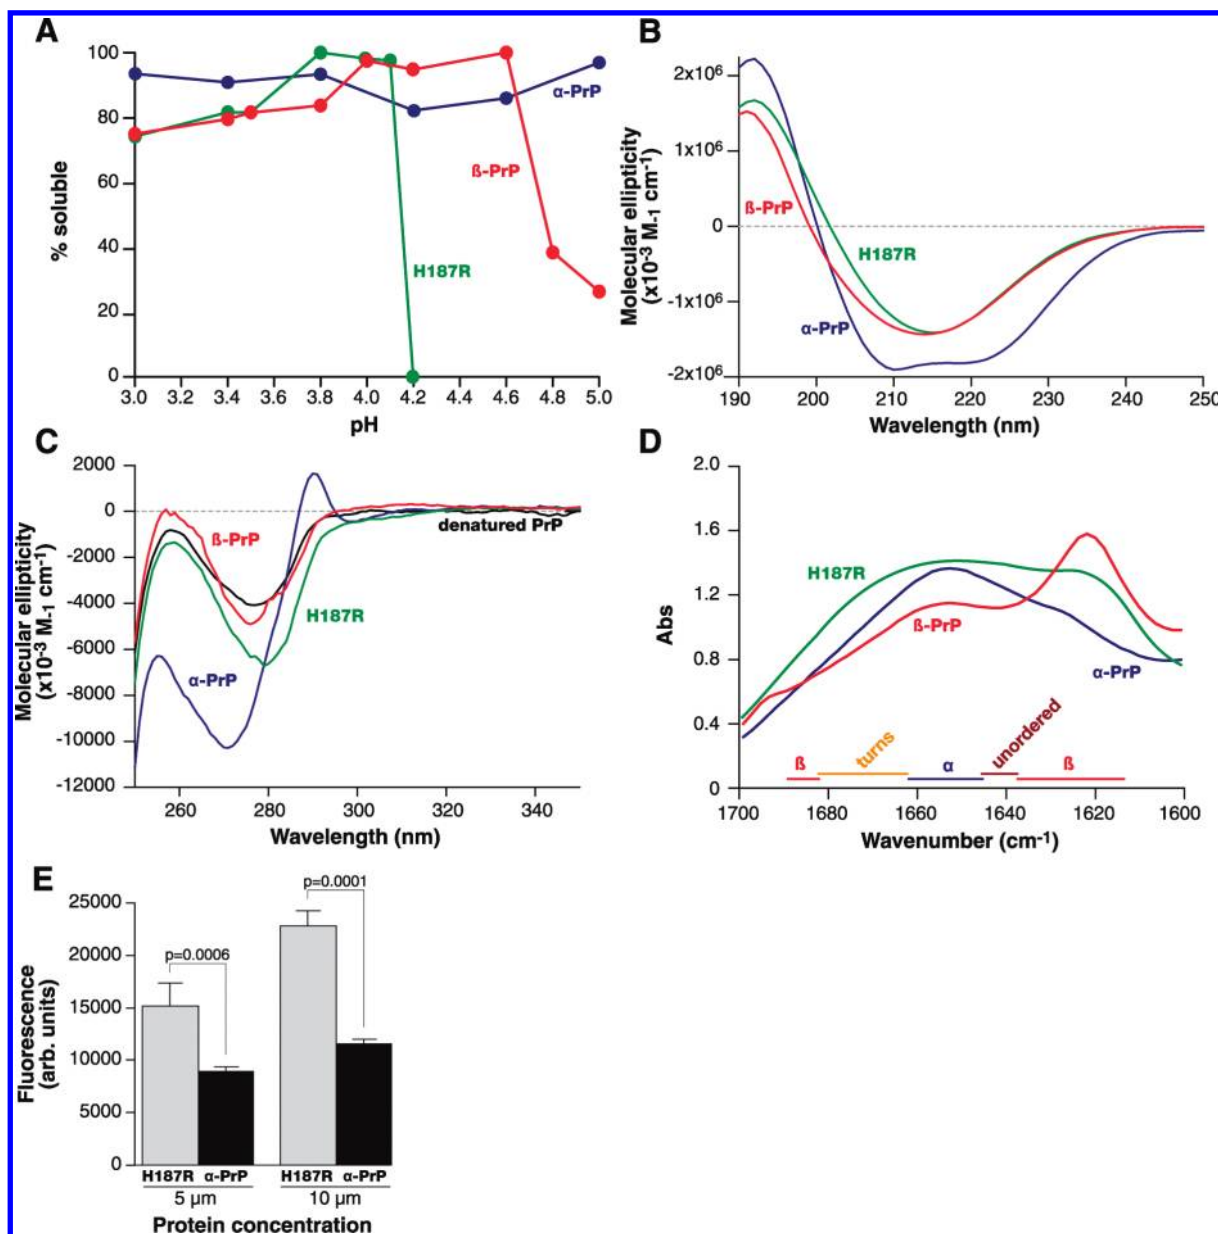 A
100
80
60
40
20
0
% soluble
α-PrP
ß-PrP
H187R
3.0 3.2 3.4 3.6 3.8 4.0 4.2 4.4 4.6 4.8 5.0
pH
B
2x10⁶
1x10⁶
0
-1x10⁶
-2x10⁶
Molecular ellipticity
(x10⁻³ M₋₁ cm⁻¹)
ß-PrP
H187R
α-PrP
190 200 210 220 230 240 250
Wavelength (nm)
C
2000
0
-2000
-4000
-6000
-8000
-10000
-12000
Molecular ellipticity
(x10⁻³ M₋₁ cm⁻¹)
denatured PrP
ß-PrP
H187R
α-PrP
260 280 300 320 340
Wavelength (nm)
D
2.0
1.6
1.2
0.8
0.4
0
Abs
H187R
ß-PrP
α-PrP
ß
turns
α
unordered
ß
1700 1680 1660 1640 1620 1600
Wavenumber (cm⁻¹)
E
25000
20000
15000
10000
5000
0
Fluorescence
(arb. units)
p=0.0006
p=0.0001
H187R α-PrP H187R α-PrP
5 µm 10 µm
Protein concentration